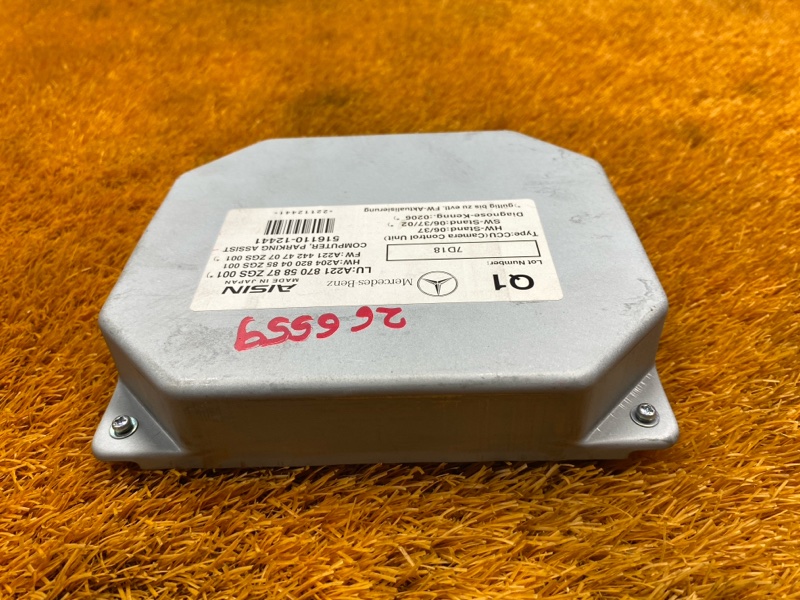 Q1
Mercedes Benz
AISIN
MADE IN JAPAN
Lot Number:
7D18
LU:A221 870 58 87 ZGS 001 *)
HW:A204 820 04 85 ZGS 001
FW:A221 442 47 07 ZGS 001 *)
COMPUTER, PARKING ASSIST
516110-12441
Type:CCU(Camera Control Unit)
HW-Stand:06/37
SW-Stand:06/37/02 *)
Diagnose-Kenng.:0206 *)
*)gültig bis zu evtl. FW-Aktualisierung
266559